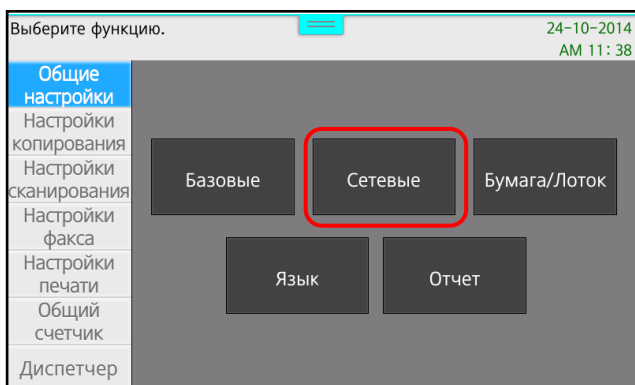 Выберите функцию.
24-10-2014
AM 11:38
Общие
настройки
Настройки
копирования
Настройки
сканирования
Настройки
факса
Настройки
печати
Общий
счетчик
Диспетчер
Базовые
Сетевые
Бумага/Лоток
Язык
Отчет